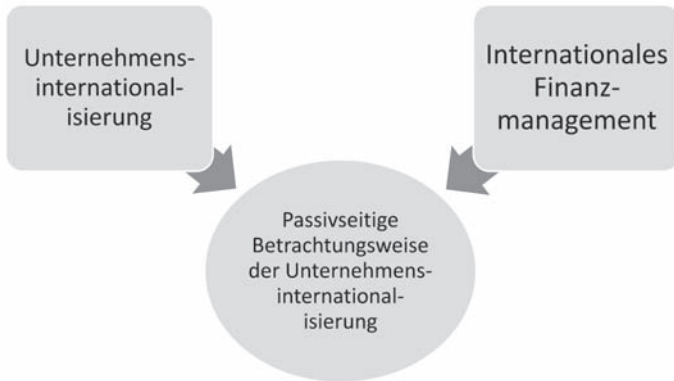 Unternehmens-
international-
isierung
Internationales
Finanz-
management
Passivseitige
Betrachtungsweise
der Unternehmens-
international-
isierung